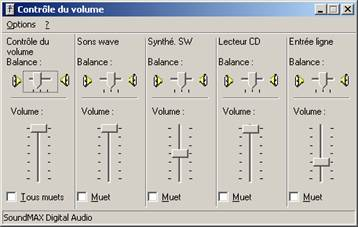 Contrôle du volume
Options ?
Contrôle du
volume
Balance :
Volume :
Tous muets
Sons wave
Balance :
Volume :
Muet
Synthé. SW
Balance :
Volume :
Muet
Lecteur CD
Balance :
Volume :
Muet
Entrée ligne
Balance :
Volume :
Muet
SoundMAX Digital Audio